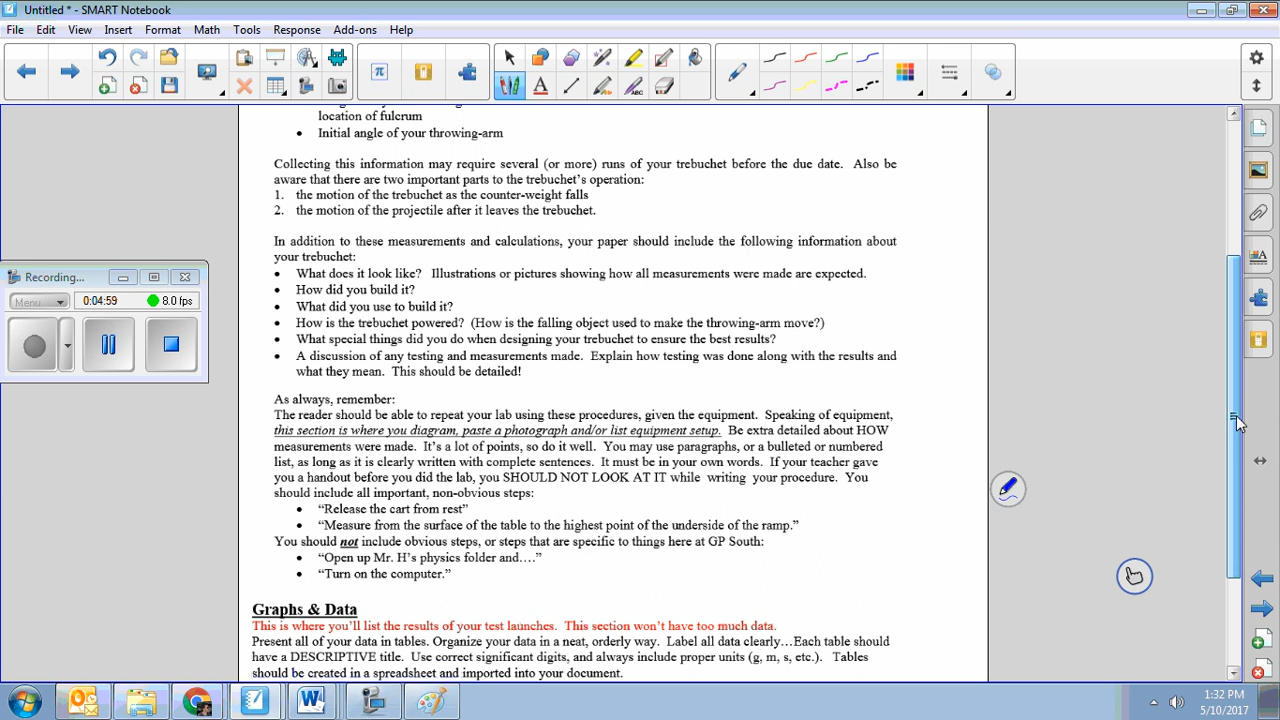 Untitled * - SMART Notebook
File Edit View Insert Format Math Tools Response Add-ons Help
location of fulcrum
• Initial angle of your throwing-arm
Collecting this information may require several (or more) runs of your trebuchet before the due date. Also be
aware that there are two important parts to the trebuchet's operation:
1. the motion of the trebuchet as the counter-weight falls
2. the motion of the projectile after it leaves the trebuchet.
In addition to these measurements and calculations, your paper should include the following information about
your trebuchet:
• What does it look like? Illustrations or pictures showing how all measurements were made are expected.
• How did you build it?
• What did you use to build it?
• How is the trebuchet powered? (How is the falling object used to make the throwing-arm move?)
• What special things did you do when designing your trebuchet to ensure the best results?
• A discussion of any testing and measurements made. Explain how testing was done along with the results and
what they mean. This should be detailed!
As always, remember:
The reader should be able to repeat your lab using these procedures, given the equipment. Speaking of equipment,
this section is where you diagram, paste a photograph and/or list equipment setup. Be extra detailed about HOW
measurements were made. It's a lot of points, so do it well. You may use paragraphs, or a bulleted or numbered
list, as long as it is clearly written with complete sentences. It must be in your own words. If your teacher gave
you a handout before you did the lab, you SHOULD NOT LOOK AT IT while writing your procedure. You
should include all important, non-obvious steps:
• “Release the cart from rest”
• “Measure from the surface of the table to the highest point of the underside of the ramp.”
You should not include obvious steps, or steps that are specific to things here at GP South:
• “Open up Mr. H's physics folder and….”
• “Turn on the computer.”
Graphs & Data
This is where you'll list the results of your test launches. This section won't have too much data.
Present all of your data in tables. Organize your data in a neat, orderly way. Label all data clearly…Each table should
have a DESCRIPTIVE title. Use correct significant digits, and always include proper units (g, m, s, etc.). Tables
should be created in a spreadsheet and imported into your document.
Recording...
Menu 0:04:59 8.0 fps
1:32 PM
5/10/2017